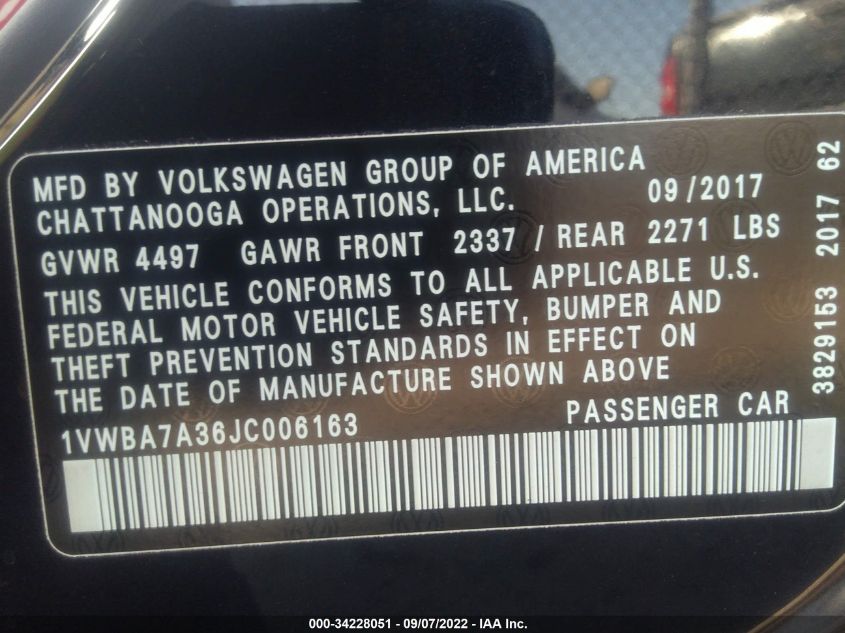 MFD BY VOLKSWAGEN GROUP OF AMERICA
CHATTANOOGA OPERATIONS, LLC. 09/2017
GVWR 4497 GAWR FRONT 2337 / REAR 2271 LBS
THIS VEHICLE CONFORMS TO ALL APPLICABLE U.S.
FEDERAL MOTOR VEHICLE SAFETY, BUMPER AND
THEFT PREVENTION STANDARDS IN EFFECT ON
THE DATE OF MANUFACTURE SHOWN ABOVE
1VWBA7A36JC006163 PASSENGER CAR
3829153 2017 62
000-34228051 - 09/07/2022 - IAA Inc.